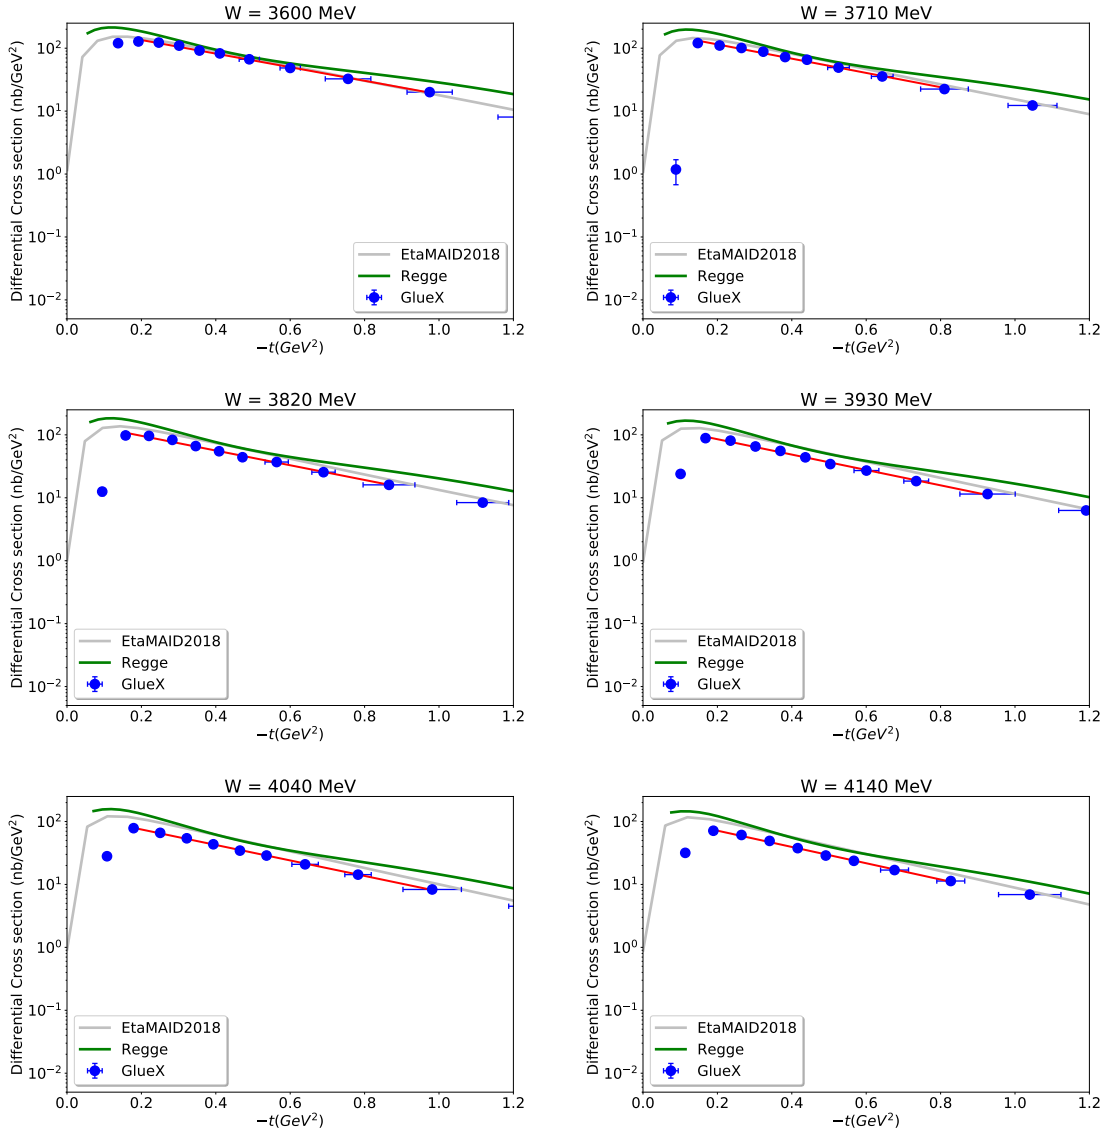 W = 3600 MeV
Differential Cross section (nb/GeV²)
10²
10¹
10⁰
10⁻¹
10⁻²
EtaMAID2018
Regge
GlueX
0.0 0.2 0.4 0.6 0.8 1.0 1.2
−t(GeV²)
W = 3710 MeV
Differential Cross section (nb/GeV²)
10²
10¹
10⁰
10⁻¹
10⁻²
EtaMAID2018
Regge
GlueX
0.0 0.2 0.4 0.6 0.8 1.0 1.2
−t(GeV²)
W = 3820 MeV
Differential Cross section (nb/GeV²)
10²
10¹
10⁰
10⁻¹
10⁻²
EtaMAID2018
Regge
GlueX
0.0 0.2 0.4 0.6 0.8 1.0 1.2
−t(GeV²)
W = 3930 MeV
Differential Cross section (nb/GeV²)
10²
10¹
10⁰
10⁻¹
10⁻²
EtaMAID2018
Regge
GlueX
0.0 0.2 0.4 0.6 0.8 1.0 1.2
−t(GeV²)
W = 4040 MeV
Differential Cross section (nb/GeV²)
10²
10¹
10⁰
10⁻¹
10⁻²
EtaMAID2018
Regge
GlueX
0.0 0.2 0.4 0.6 0.8 1.0 1.2
−t(GeV²)
W = 4140 MeV
Differential Cross section (nb/GeV²)
10²
10¹
10⁰
10⁻¹
10⁻²
EtaMAID2018
Regge
GlueX
0.0 0.2 0.4 0.6 0.8 1.0 1.2
−t(GeV²)